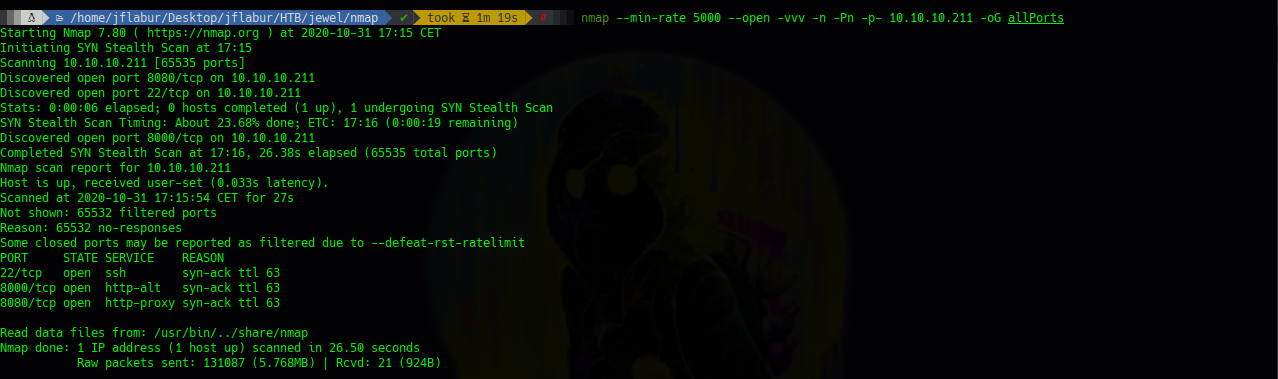 /home/jflabur/Desktop/jflabur/HTB/jewel/nmap ✔ took ⏳ 1m 19s # nmap --min-rate 5000 --open -vvv -n -Pn -p- 10.10.10.211 -oG allPorts
Starting Nmap 7.80 ( https://nmap.org ) at 2020-10-31 17:15 CET
Initiating SYN Stealth Scan at 17:15
Scanning 10.10.10.211 [65535 ports]
Discovered open port 8080/tcp on 10.10.10.211
Discovered open port 22/tcp on 10.10.10.211
Stats: 0:00:06 elapsed; 0 hosts completed (1 up), 1 undergoing SYN Stealth Scan
SYN Stealth Scan Timing: About 23.68% done; ETC: 17:16 (0:00:19 remaining)
Discovered open port 8000/tcp on 10.10.10.211
Completed SYN Stealth Scan at 17:16, 26.38s elapsed (65535 total ports)
Nmap scan report for 10.10.10.211
Host is up, received user-set (0.033s latency).
Scanned at 2020-10-31 17:15:54 CET for 27s
Not shown: 65532 filtered ports
Reason: 65532 no-responses
Some closed ports may be reported as filtered due to --defeat-rst-ratelimit
PORT     STATE SERVICE    REASON
22/tcp   open  ssh        syn-ack ttl 63
8000/tcp open  http-alt   syn-ack ttl 63
8080/tcp open  http-proxy syn-ack ttl 63
Read data files from: /usr/bin/../share/nmap
Nmap done: 1 IP address (1 host up) scanned in 26.50 seconds
           Raw packets sent: 131087 (5.768MB) | Rcvd: 21 (924B)